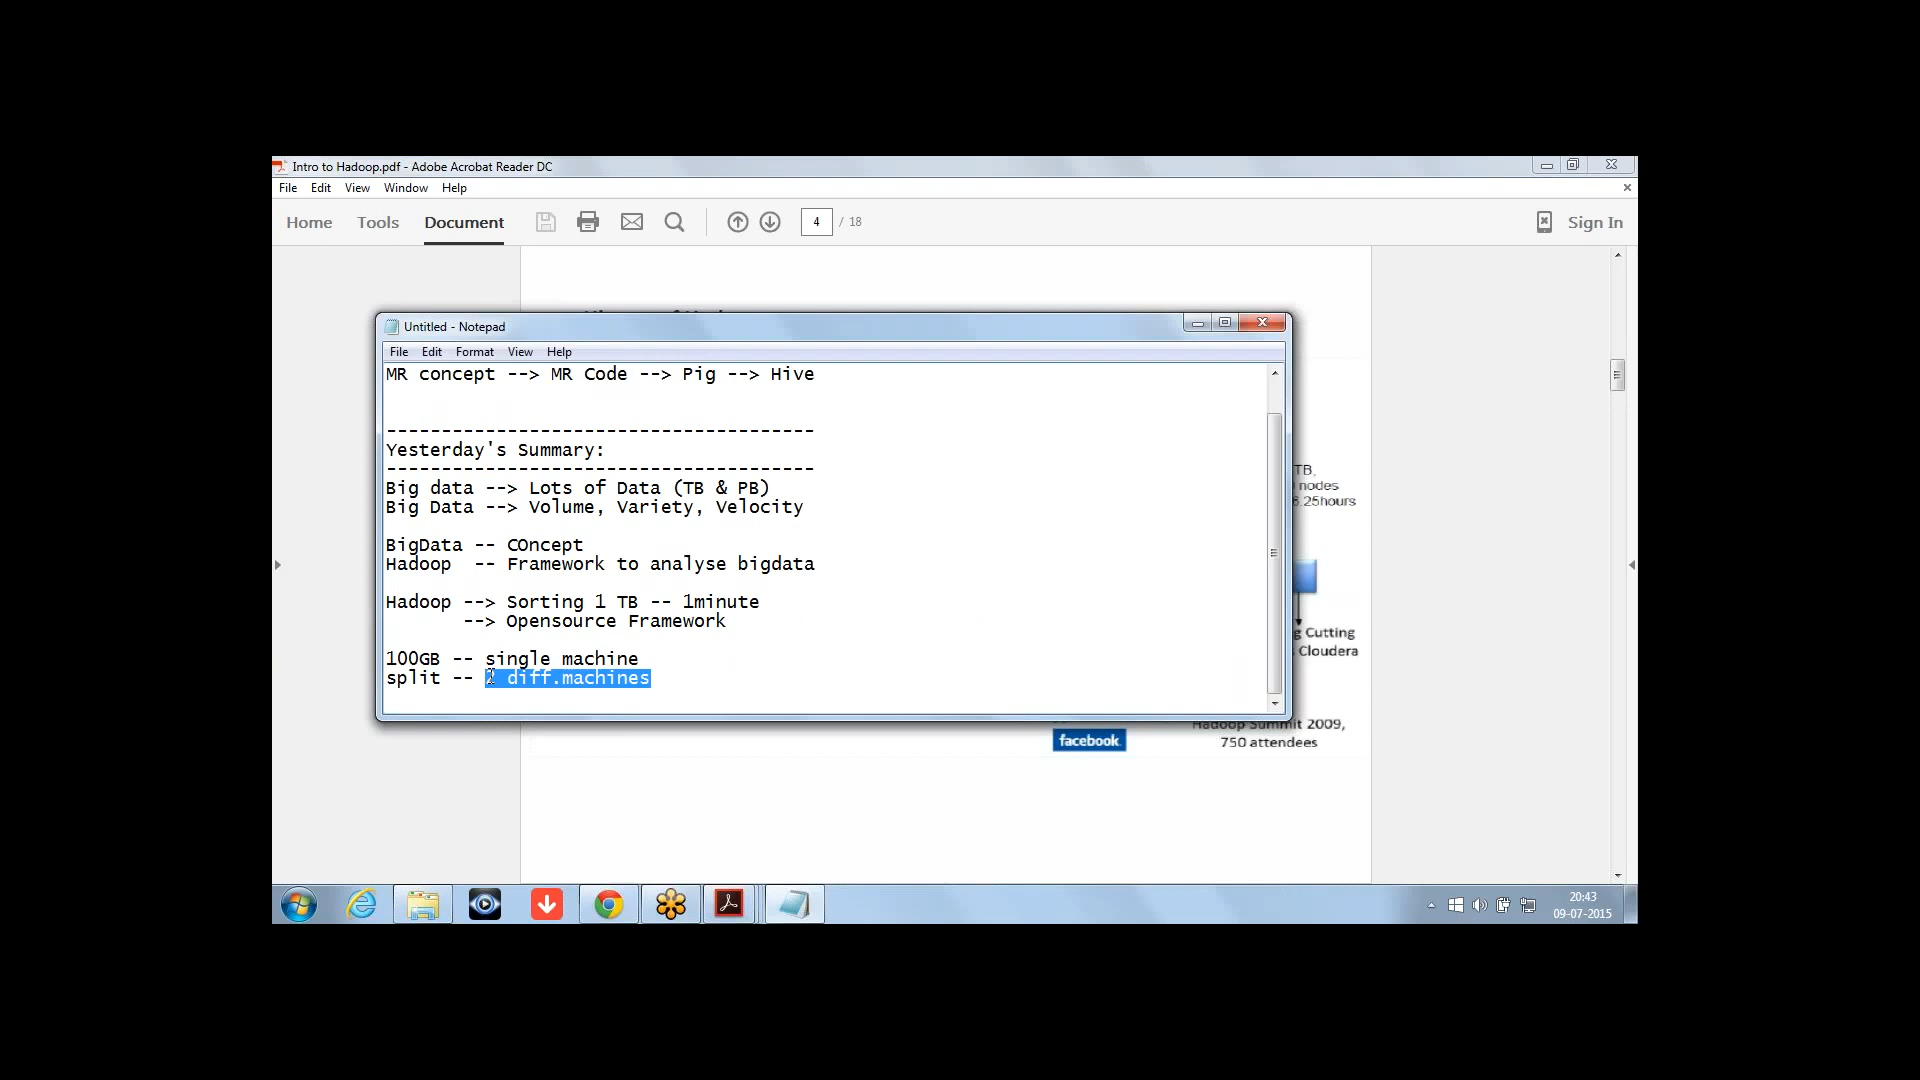 Intro to Hadoop.pdf - Adobe Acrobat Reader DC
File Edit View Window Help
Home Tools Document 4 / 18 Sign In
Untitled - Notepad
File Edit Format View Help
MR concept --> MR Code --> Pig --> Hive
---------------------------------------
Yesterday's Summary:
---------------------------------------
Big data --> Lots of Data (TB & PB)
Big Data --> Volume, Variety, Velocity
BigData -- COncept
Hadoop -- Framework to analyse bigdata
Hadoop --> Sorting 1 TB -- 1minute
--> Opensource Framework
100GB -- single machine
split -- diff.machines
TB,
nodes
6.25hours
g Cutting
Cloudera
Hadoop Summit 2009,
750 attendees
facebook
20:43
09-07-2015